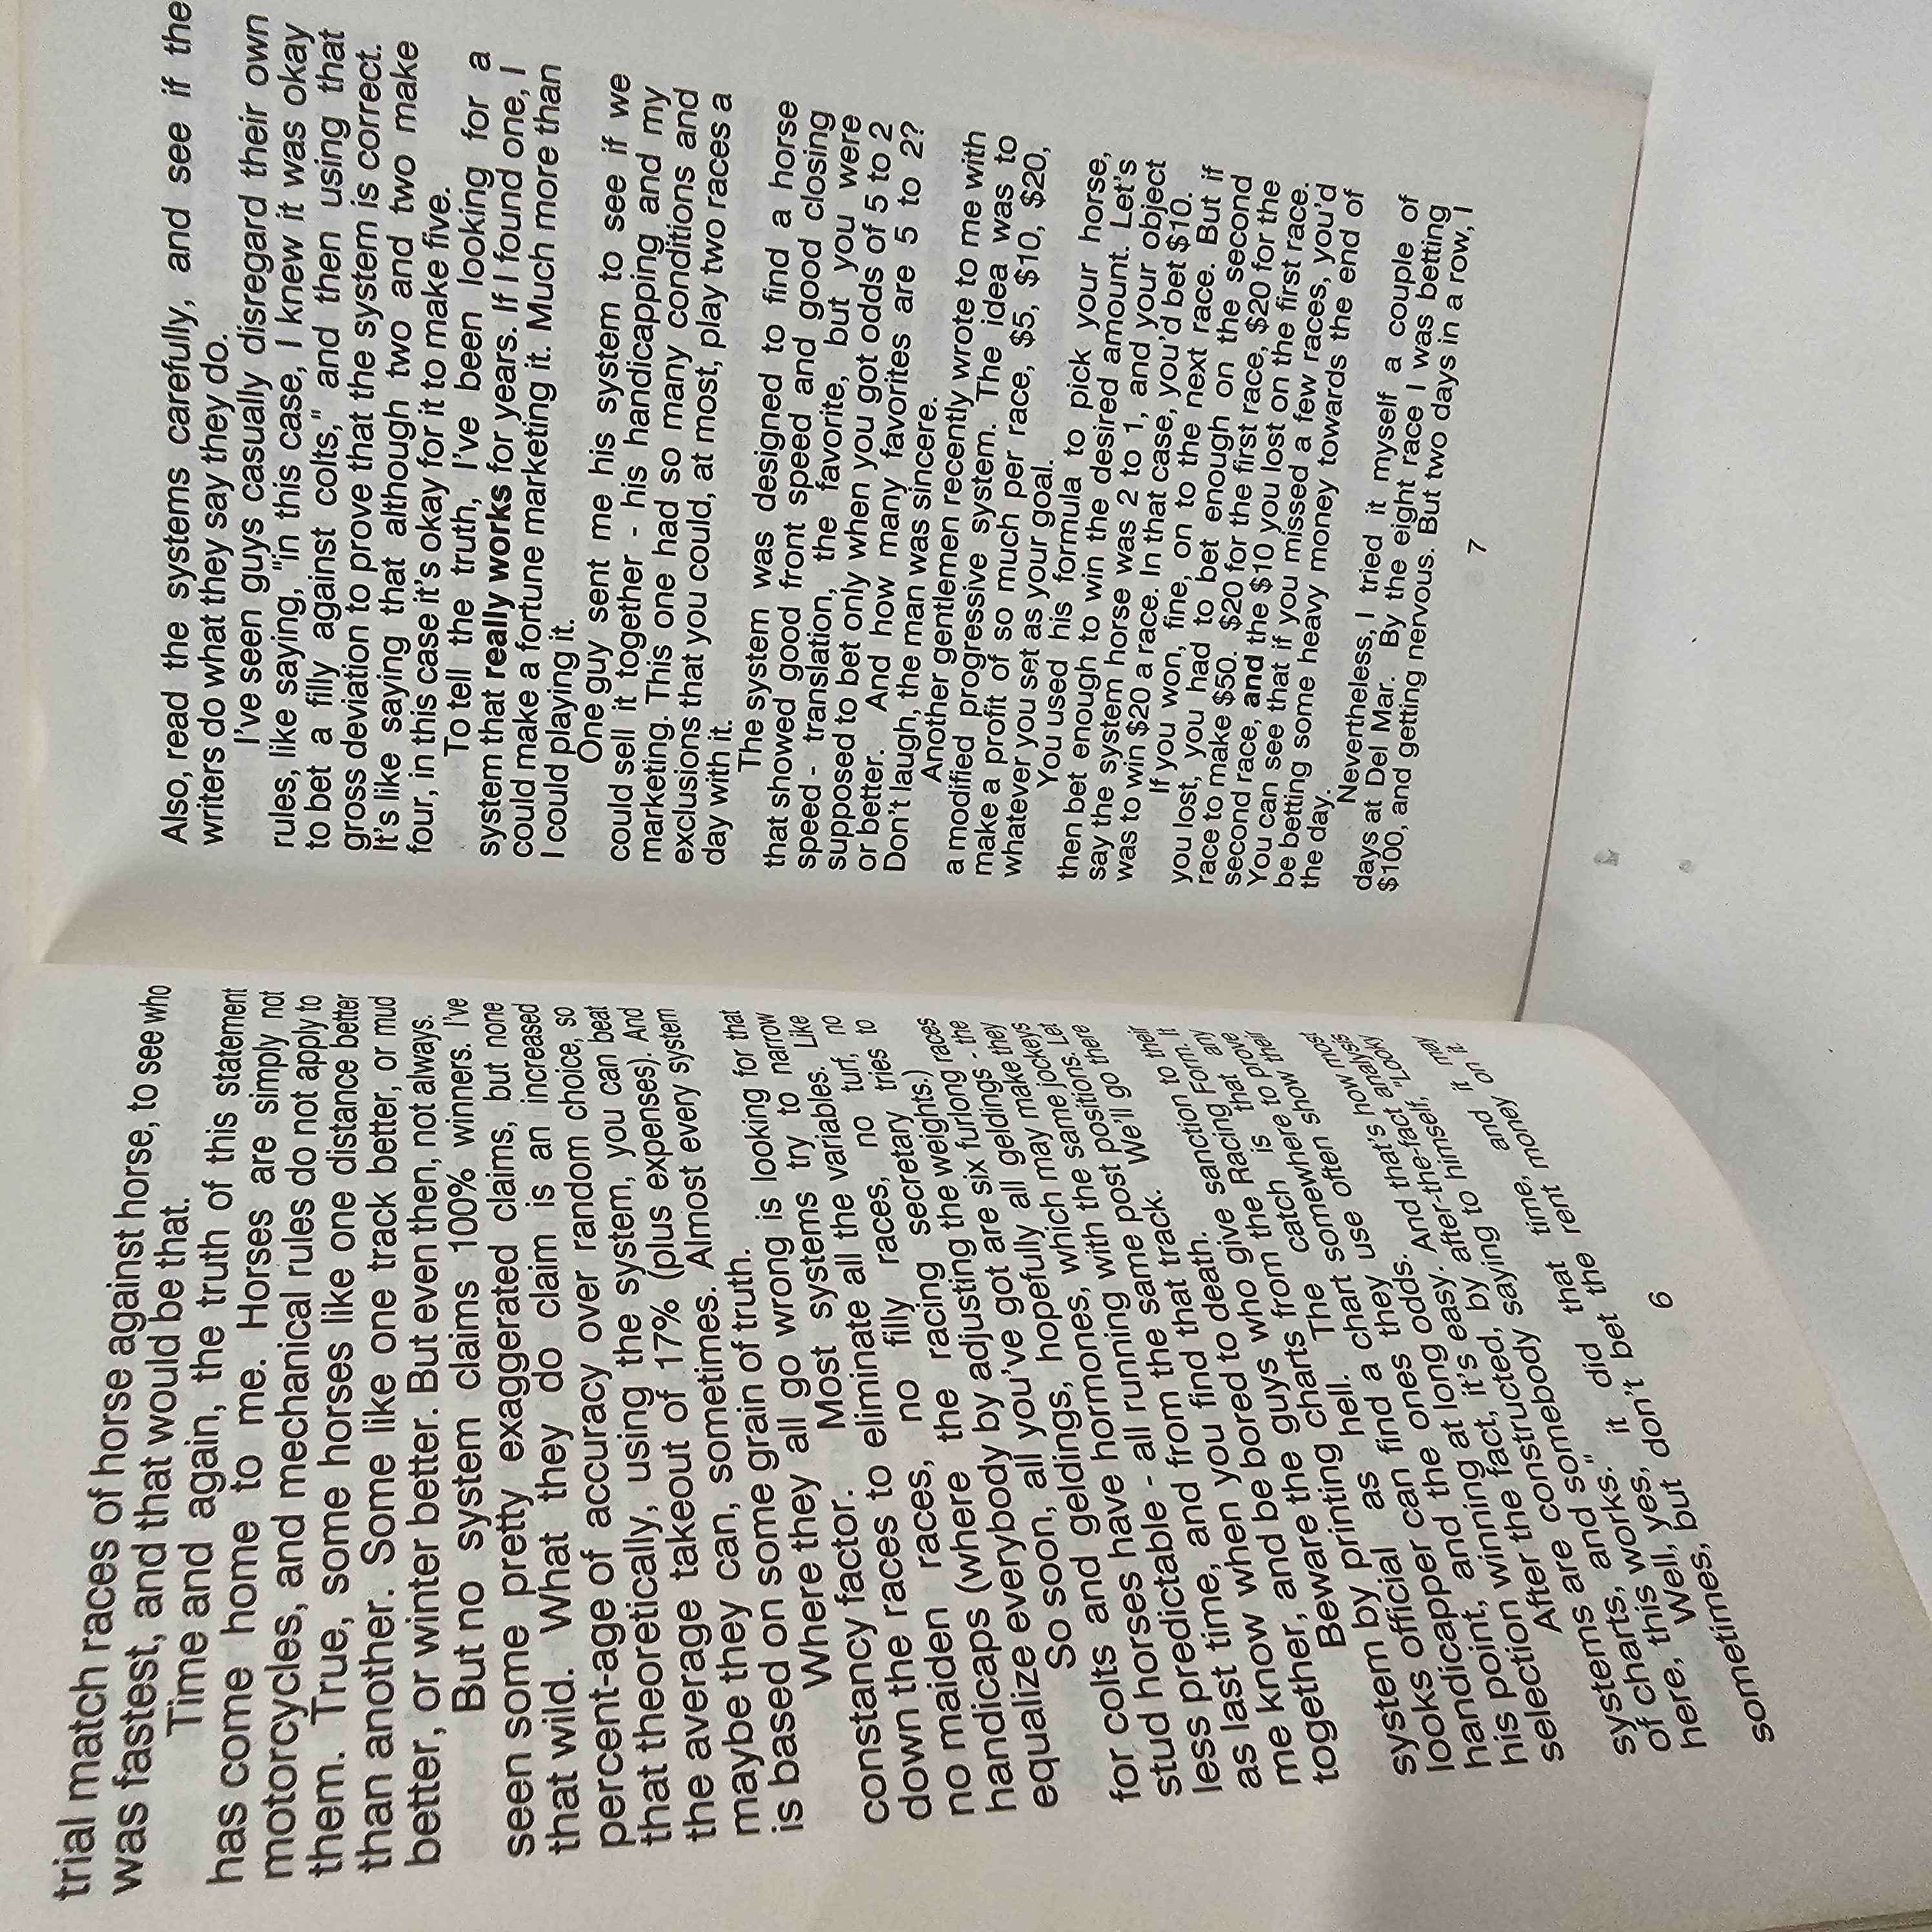 trial match races of horse against horse, to see who
was fastest, and that would be that.
Time and again, the truth of this statement
has come home to me. Horses are simply not
motorcycles, and mechanical rules do not apply to
them. True, some horses like one distance better
than another. Some like one track better, or mud
better, or winter better. But even then, not always.
But no system claims 100% winners. I've
seen some pretty exaggerated claims, but none
that wild. What they do claim is an increased
percent-age of accuracy over random choice, so
that theoretically, using the system, you can beat
the average takeout of 17% (plus expenses). And
maybe they can, sometimes. Almost every system
is based on some grain of truth.
Where they all go wrong is looking for that
constancy factor. Most systems try to narrow
down the races to eliminate all the variables. Like
no maiden races, no filly races, no turf, no
handicaps (where the racing secretary tries to
equalize everybody by adjusting the weights.)
So soon, all you've got are six furlong races
for colts and geldings, hopefully all geldings - the
stud horses have hormones, which may make they
less predictable - all running with the same jockeys
as last time, and from the same post positions. Let
me know when you find that track. We'll go there
together, and be bored to death.
Beware the guys who give sanction to their
system by printing charts from the Racing Form. It
looks official as hell. The catch is that any
handicapper can find a chart somewhere to prove
his point, and the ones they use often show their
selection winning at long odds.
After the fact, it's easy. And that's how most
systems are constructed, by after-the-fact analysis
of charts, and somebody saying to himself, "Looky
here, this works."
Well, yes, it did that time, and it may
sometimes, but don't bet the rent money on it.
6
Also, read the systems carefully, and see if the
writers do what they say they do.
I've seen guys casually disregard their own
rules, like saying, "in this case, I knew it was okay
to bet a filly against colts," and then using that
gross deviation to prove that the system is correct.
It's like saying that although two and two make
four, in this case it's okay for it to make five.
To tell the truth, I've been looking for a
system that really works for years. If I found one, I
could make a fortune marketing it. Much more than
I could playing it.
One guy sent me his system to see if we
could sell it together - his handicapping and my
marketing. This one had so many conditions and
exclusions that you could, at most, play two races a
day with it.
The system was designed to find a horse
that showed good front speed and good closing
speed - translation, the favorite, but you were
supposed to bet only when you got odds of 5 to 2
or better. And how many favorites are 5 to 2?
Don't laugh, the man was sincere.
Another gentlemen recently wrote to me with
a modified progressive system. The idea was to
make a profit of so much per race, $5, $10, $20,
whatever you set as your goal.
You used his formula to pick your horse,
then bet enough to win the desired amount. Let's
say the system horse was 2 to 1, and your object
was to win $20 a race. In that case, you'd bet $10.
If you won, fine, on to the next race. But if
you lost, you had to bet enough on the second
race to make $50. $20 for the first race, $20 for the
second race, and the $10 you lost on the first race.
You can see that if you missed a few races, you'd
be betting some heavy money towards the end of
the day.
Nevertheless, I tried it myself a couple of
days at Del Mar. By the eight race I was betting
$100, and getting nervous. But two days in a row, I
7